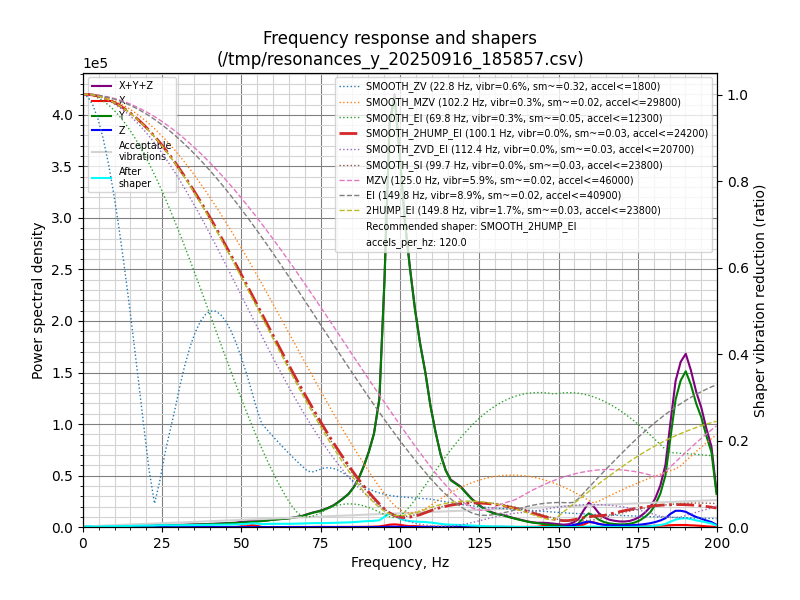 Frequency response and shapers
(/tmp/resonances_y_20250916_185857.csv)
1e5
X+Y+Z
X
Y
Z
Acceptable
vibrations
After
shaper
SMOOTH_ZV (22.8 Hz, vibr=0.6%, sm~=0.32, accel<=1800)
SMOOTH_MZV (102.2 Hz, vibr=0.3%, sm~=0.02, accel<=29800)
SMOOTH_EI (69.8 Hz, vibr=0.3%, sm~=0.05, accel<=12300)
SMOOTH_2HUMP_EI (100.1 Hz, vibr=0.0%, sm~=0.03, accel<=24200)
SMOOTH_ZVD_EI (112.4 Hz, vibr=0.0%, sm~=0.03, accel<=20700)
SMOOTH_SI (99.7 Hz, vibr=0.0%, sm~=0.03, accel<=23800)
MZV (125.0 Hz, vibr=5.9%, sm~=0.02, accel<=46000)
EI (149.8 Hz, vibr=8.9%, sm~=0.02, accel<=40900)
2HUMP_EI (149.8 Hz, vibr=1.7%, sm~=0.03, accel<=23800)
Recommended shaper: SMOOTH_2HUMP_EI
accels_per_hz: 120.0
Power spectral density
4.0
3.5
3.0
2.5
2.0
1.5
1.0
0.5
0.0
1.0
0.8
0.6
0.4
0.2
0.0
Shaper vibration reduction (ratio)
0 25 50 75 100 125 150 175 200
Frequency, Hz